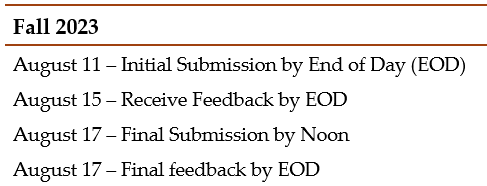 Fall 2023
August 11 – Initial Submission by End of Day (EOD)
August 15 – Receive Feedback by EOD
August 17 – Final Submission by Noon
August 17 – Final feedback by EOD